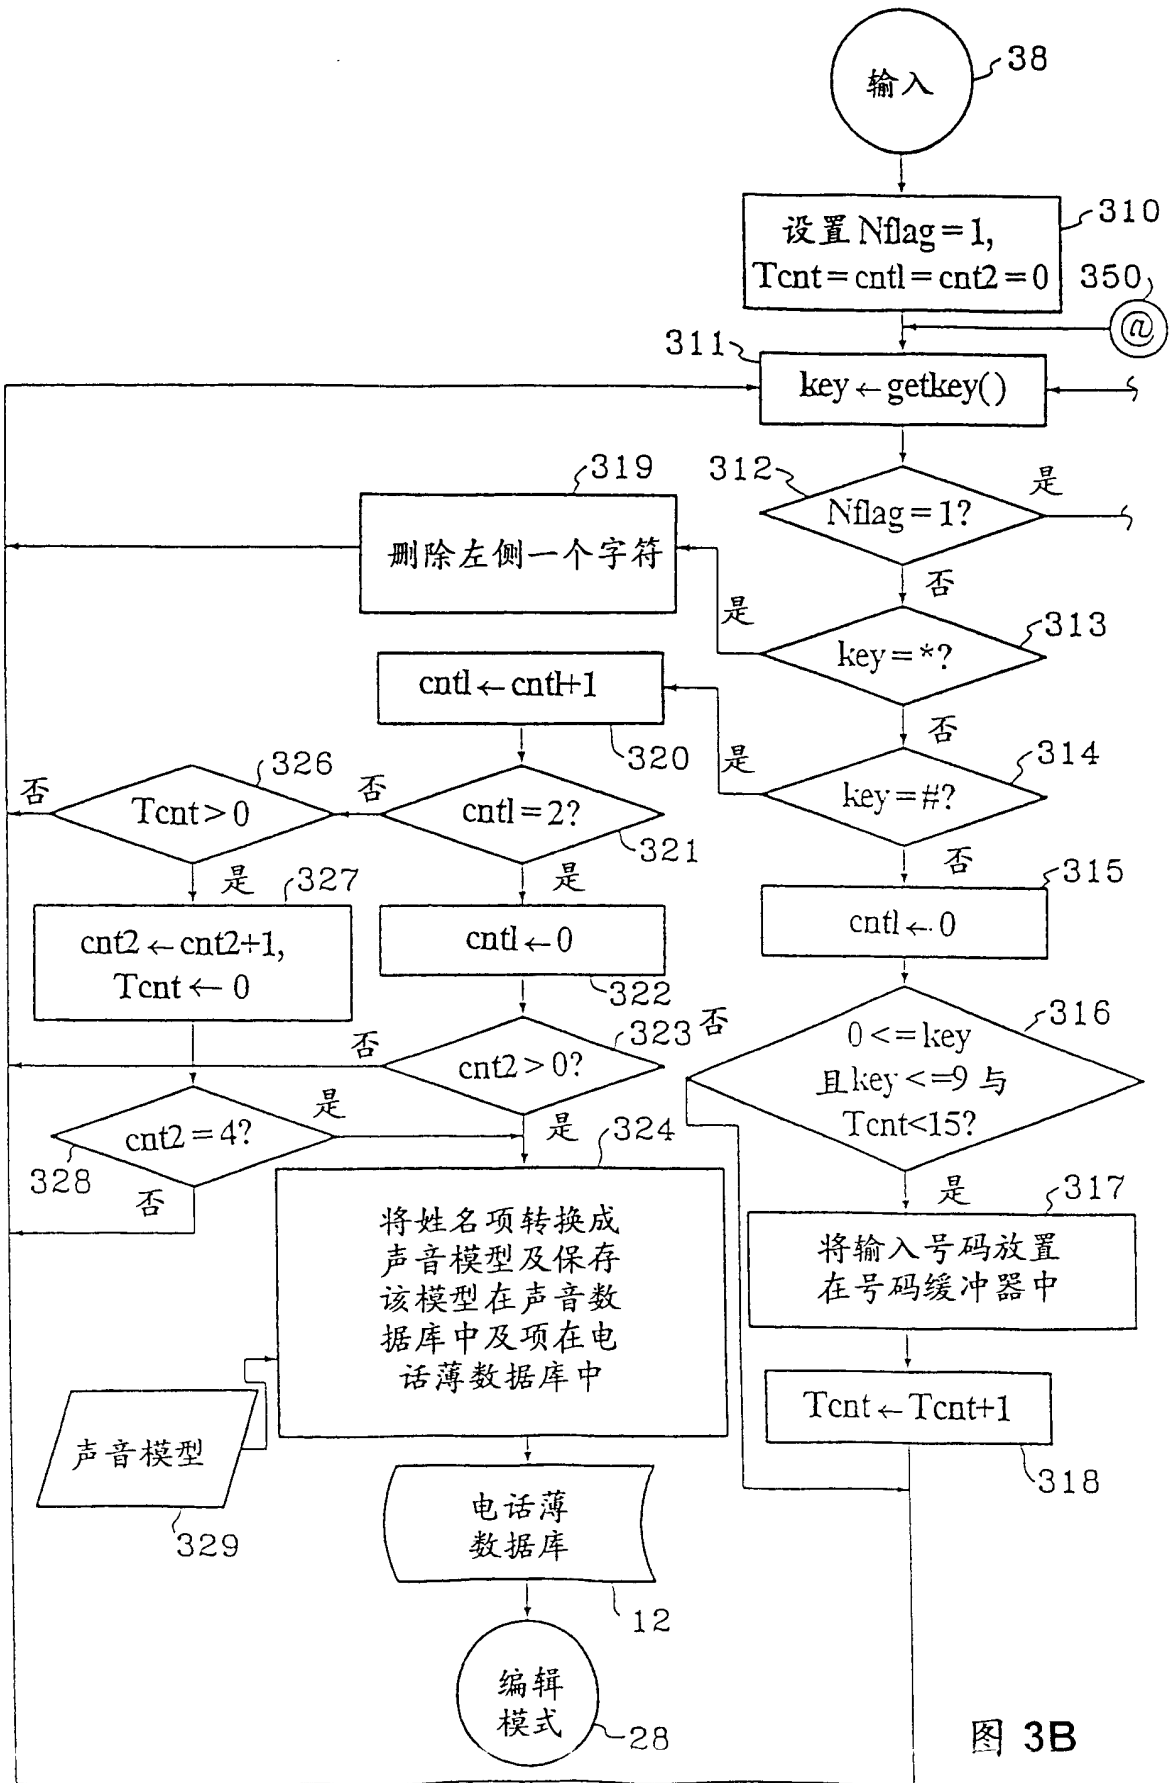 输入
38
设置 Nflag = 1,
Tcnt = cntl = cnt2 = 0
310
350
@
311
key ← getkey()
312
Nflag = 1?
是
否
319
删除左侧一个字符
是
key = *?
313
否
cntl ← cntl+1
320
是
key = #?
314
否
326
Tcnt > 0
否
否
cntl = 2?
321
是
是
327
cnt2 ← cnt2+1,
Tcnt ← 0
cntl ← 0
322
315
cntl ← 0
否
cnt2 > 0?
323
是
否
0 <= key
且key <=9 与
Tcnt<15?
316
是
cnt2 = 4?
是
328
否
324
将姓名项转换成
声音模型及保存
该模型在声音数
据库中及项在电
话薄数据库中
317
将输入号码放置
在号码缓冲器中
Tcnt ← Tcnt+1
318
声音模型
329
电话薄
数据库
12
编辑
模式
28
图 3B